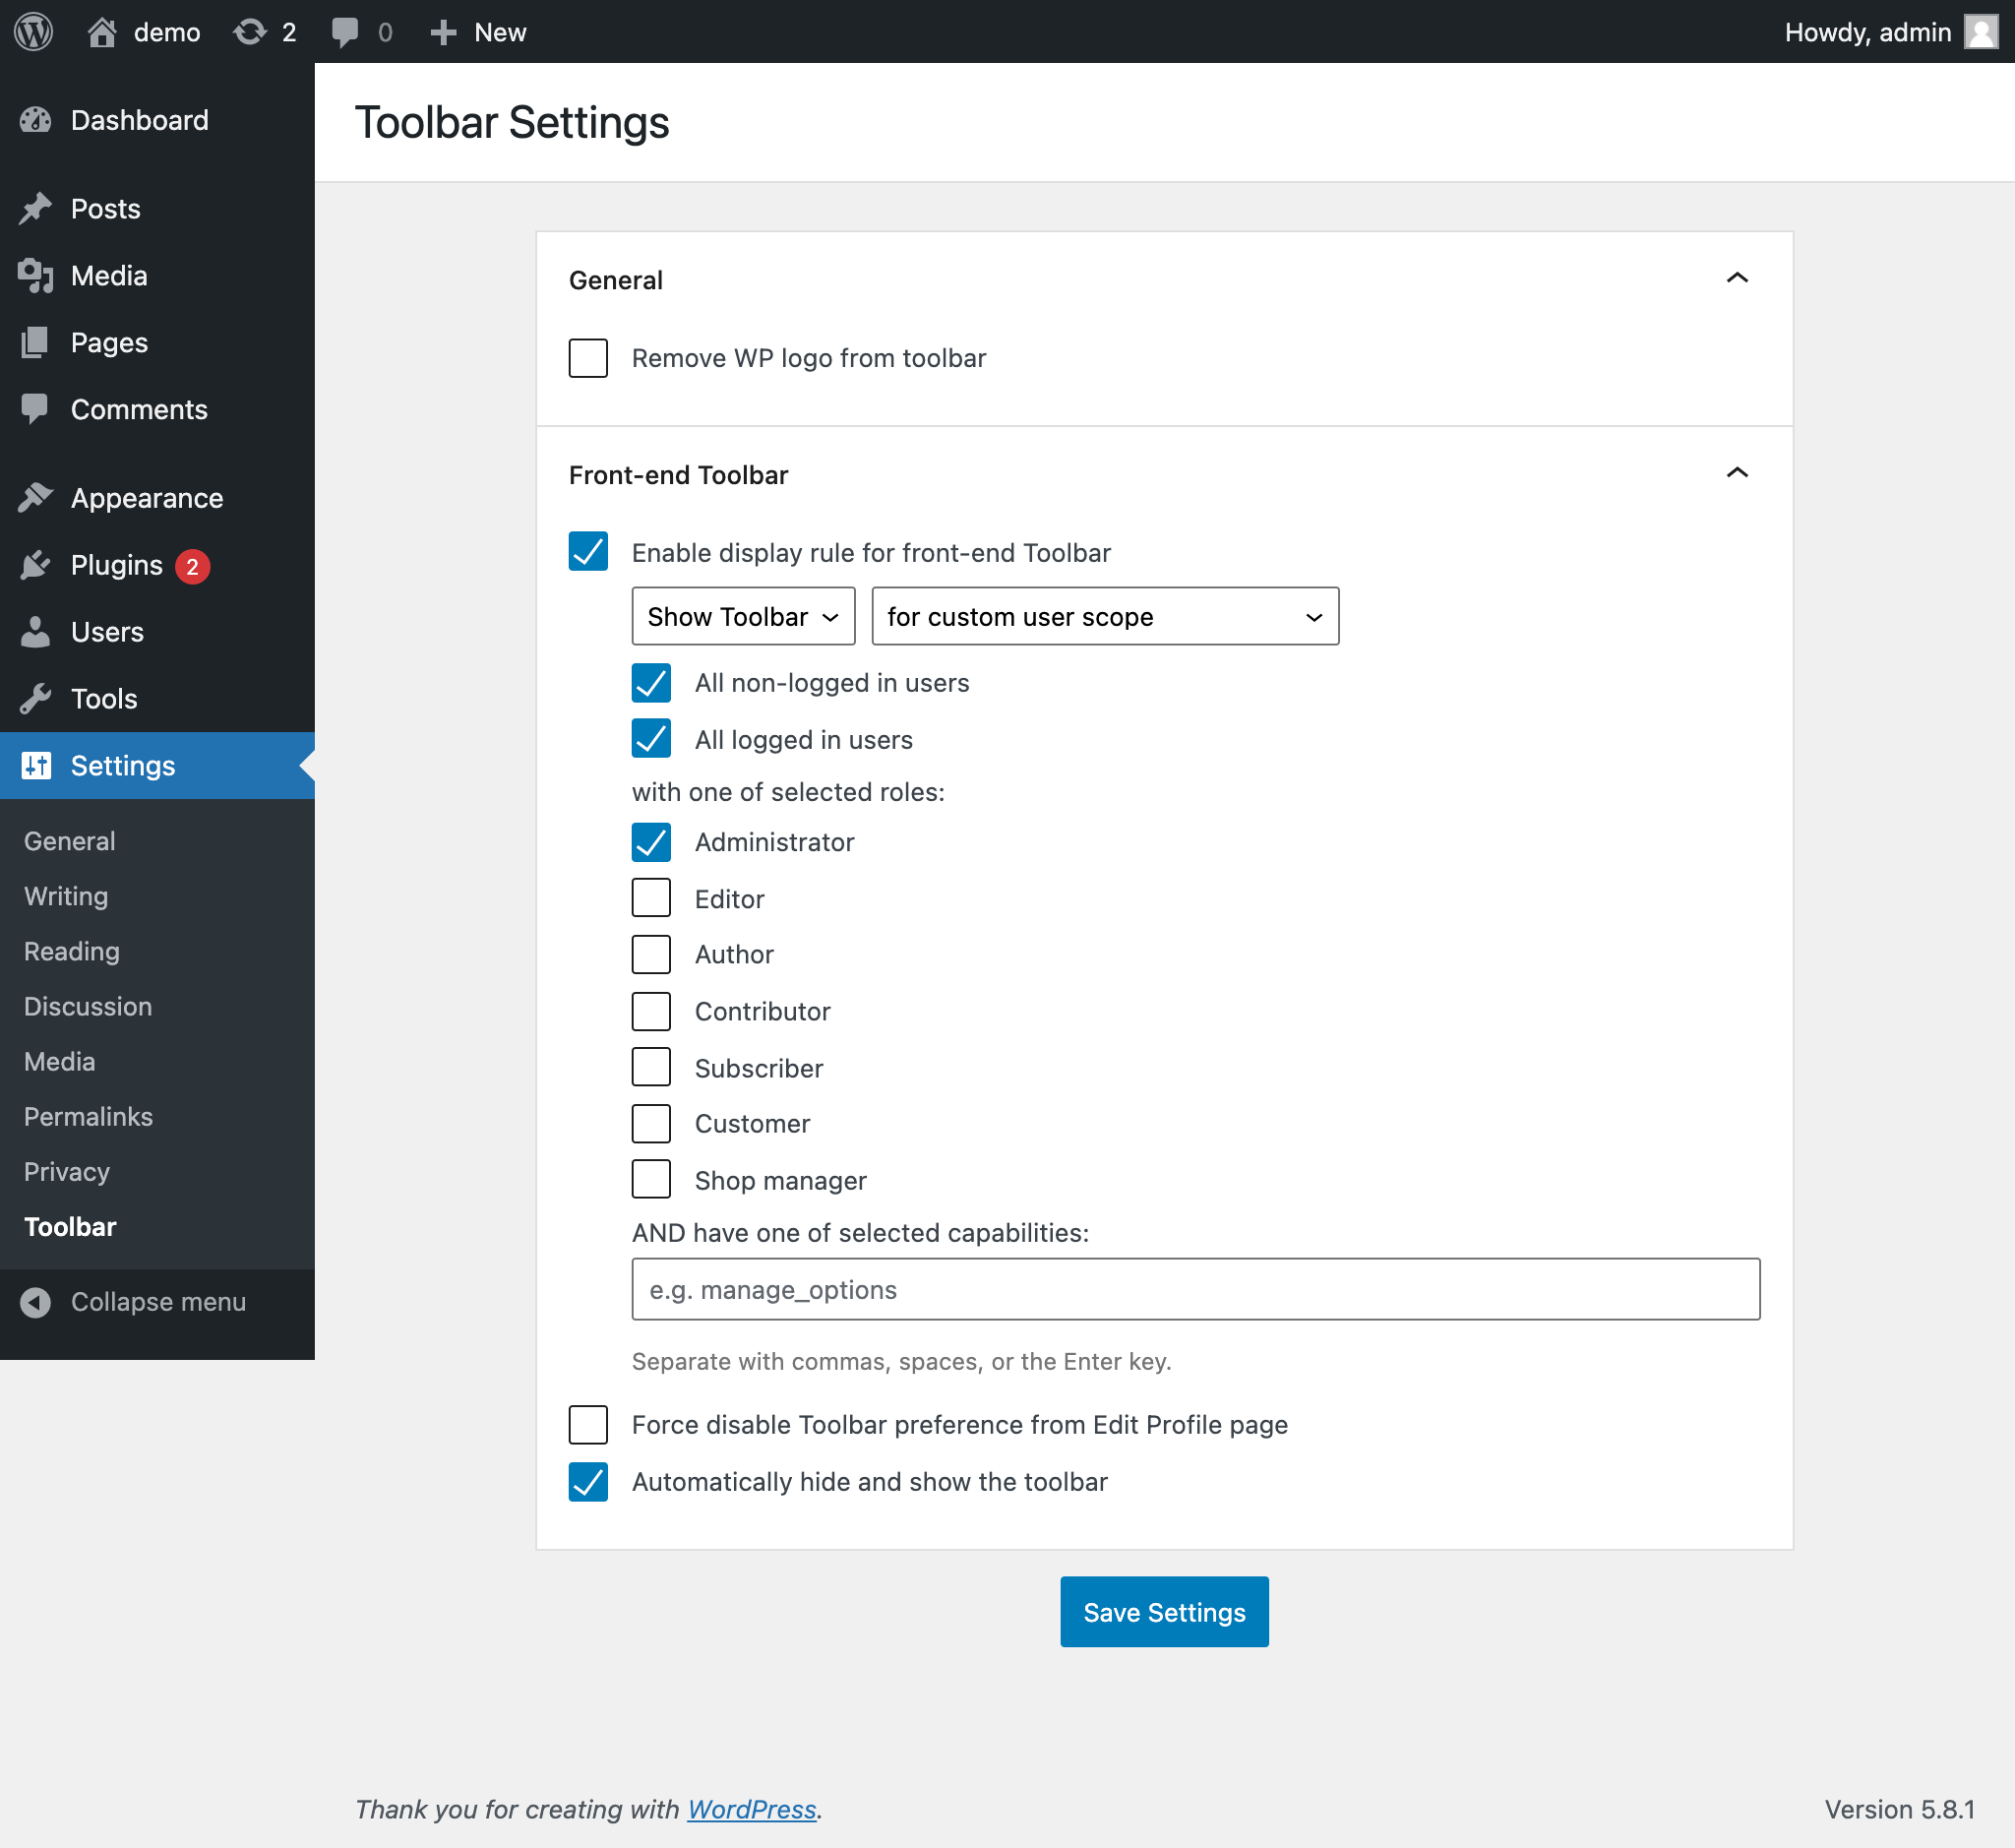 demo 2 0 New Howdy, admin
Dashboard
Posts
Media
Pages
Comments
Appearance
Plugins 2
Users
Tools
Settings
General
Writing
Reading
Discussion
Media
Permalinks
Privacy
Toolbar
Collapse menu
Toolbar Settings
General
Remove WP logo from toolbar
Front-end Toolbar
Enable display rule for front-end Toolbar
Show Toolbar for custom user scope
All non-logged in users
All logged in users
with one of selected roles:
Administrator
Editor
Author
Contributor
Subscriber
Customer
Shop manager
AND have one of selected capabilities:
e.g. manage_options
Separate with commas, spaces, or the Enter key.
Force disable Toolbar preference from Edit Profile page
Automatically hide and show the toolbar
Save Settings
Thank you for creating with WordPress. Version 5.8.1